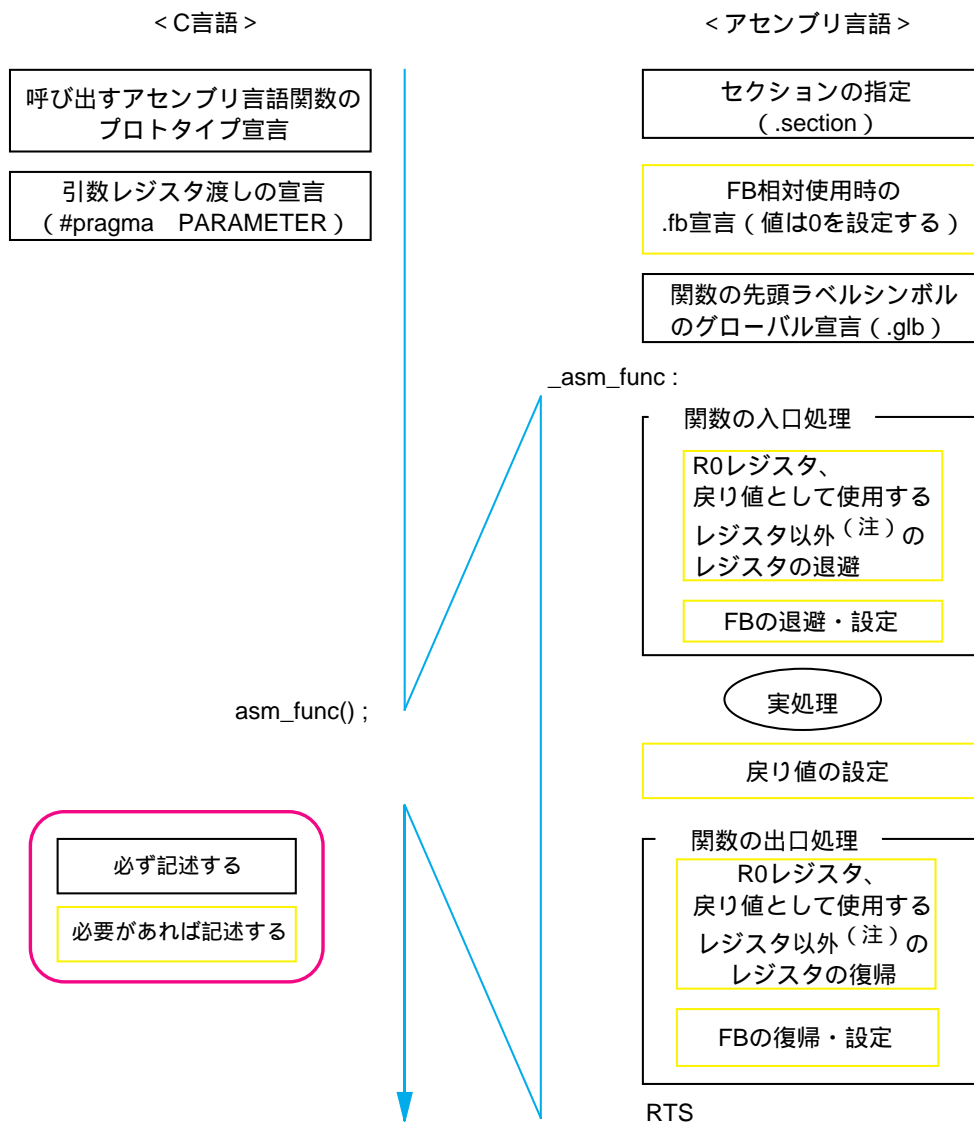 ＜C言語＞
呼び出すアセンブリ言語関数の
プロトタイプ宣言
引数レジスタ渡しの宣言
（#pragma　PARAMETER）
asm_func() ;
必ず記述する
必要があれば記述する
＜アセンブリ言語＞
セクションの指定
（.section）
FB相対使用時の
.fb宣言（値は0を設定する）
関数の先頭ラベルシンボル
のグローバル宣言（.glb）
_asm_func :
関数の入口処理
R0レジスタ、
戻り値として使用する
レジスタ以外（注）の
レジスタの退避
FBの退避・設定
実処理
戻り値の設定
関数の出口処理
R0レジスタ、
戻り値として使用する
レジスタ以外（注）の
レジスタの復帰
FBの復帰・設定
RTS